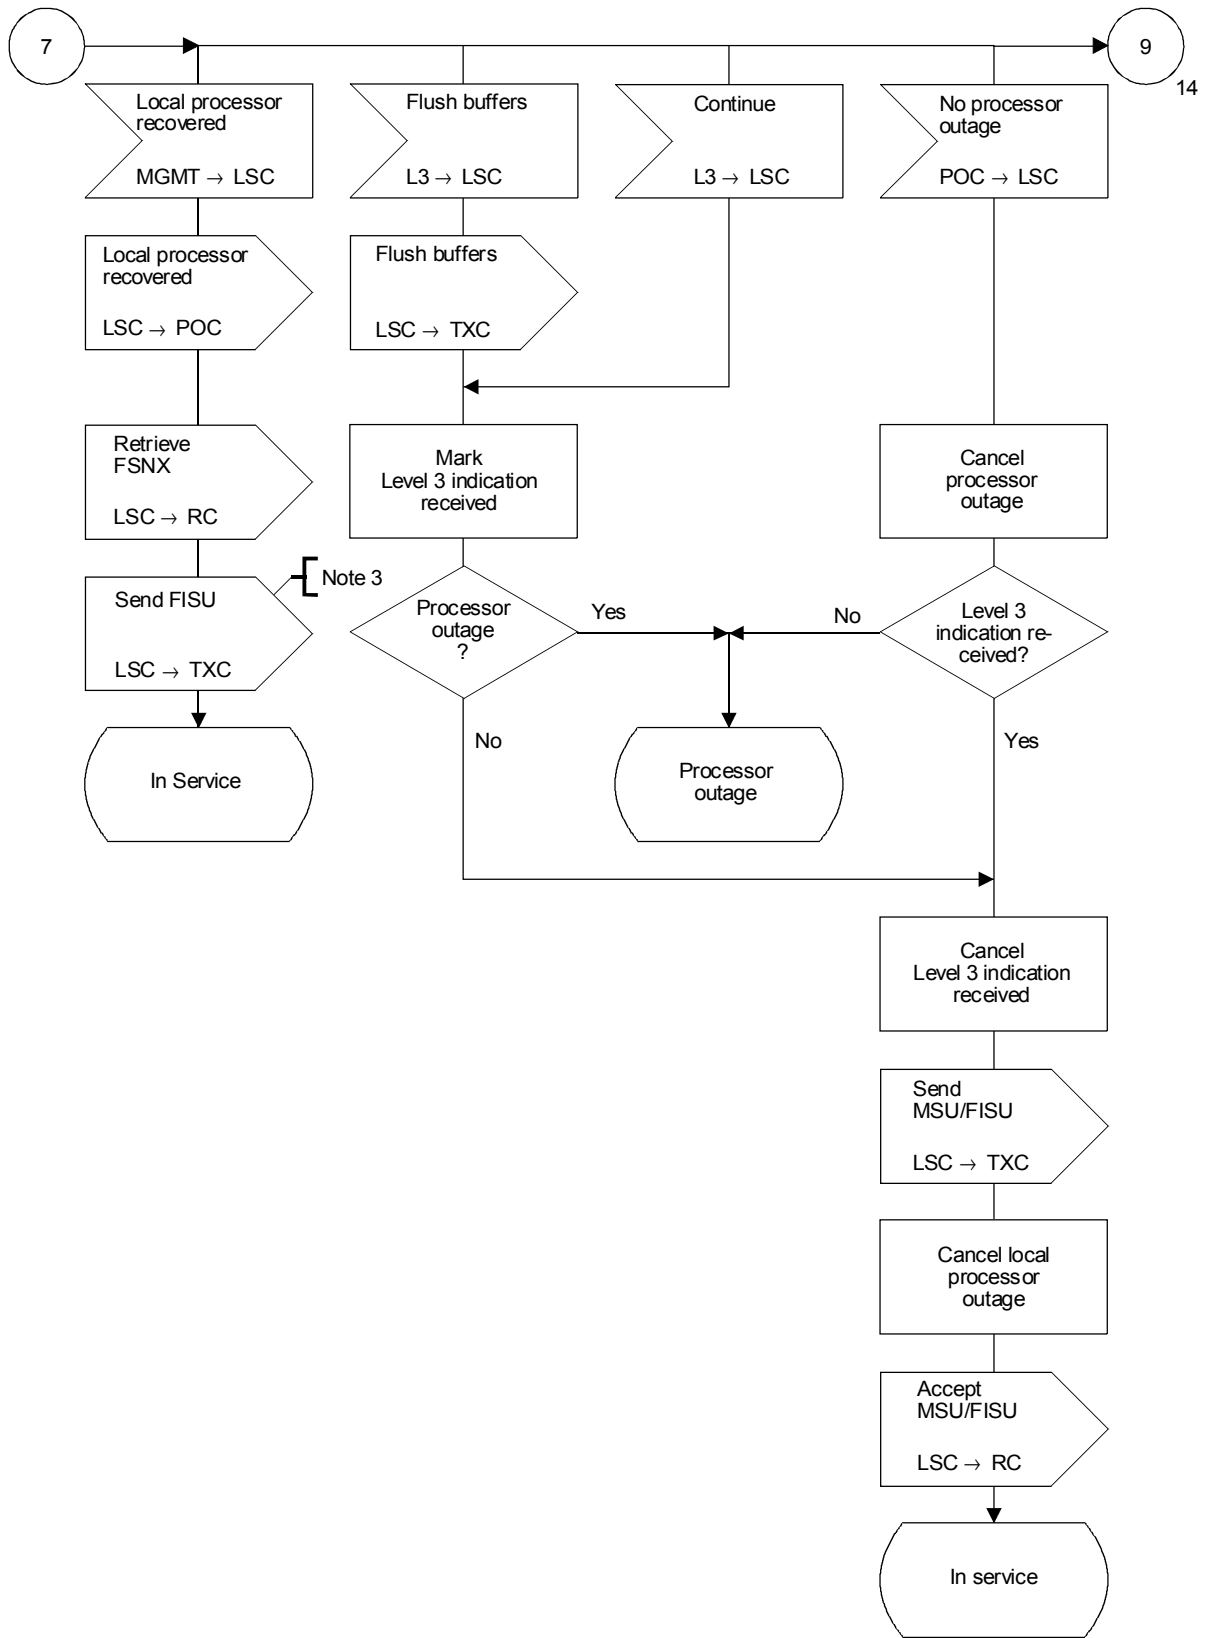 7
9
14
Local processor
recovered
MGMT → LSC
Flush buffers
L3 → LSC
Continue
L3 → LSC
No processor
outage
POC → LSC
Local processor
recovered
LSC → POC
Flush buffers
LSC → TXC
Retrieve
FSNX
LSC → RC
Mark
Level 3 indication
received
Cancel
processor
outage
Send FISU
LSC → TXC
Note 3
Processor
outage
?
Yes
No
Level 3
indication re-
ceived?
No
Yes
In Service
Processor
outage
Cancel
Level 3 indication
received
Send
MSU/FISU
LSC → TXC
Cancel local
processor
outage
Accept
MSU/FISU
LSC → RC
In service